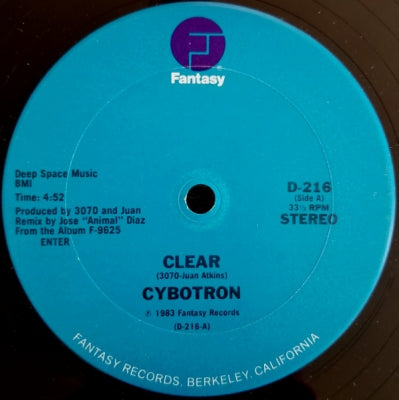 Fantasy
Deep Space Music
BMI
Time: 4:52
Produced by 3070 and Juan
Remix by Jose "Animal" Diaz
From the Album F-9625
ENTER
D-216
(Side A)
33⅓ RPM
STEREO
CLEAR
(3070-Juan Atkins)
CYBOTRON
℗ 1983 Fantasy Records
(D-216-A)
FANTASY RECORDS, BERKELEY, CALIFORNIA